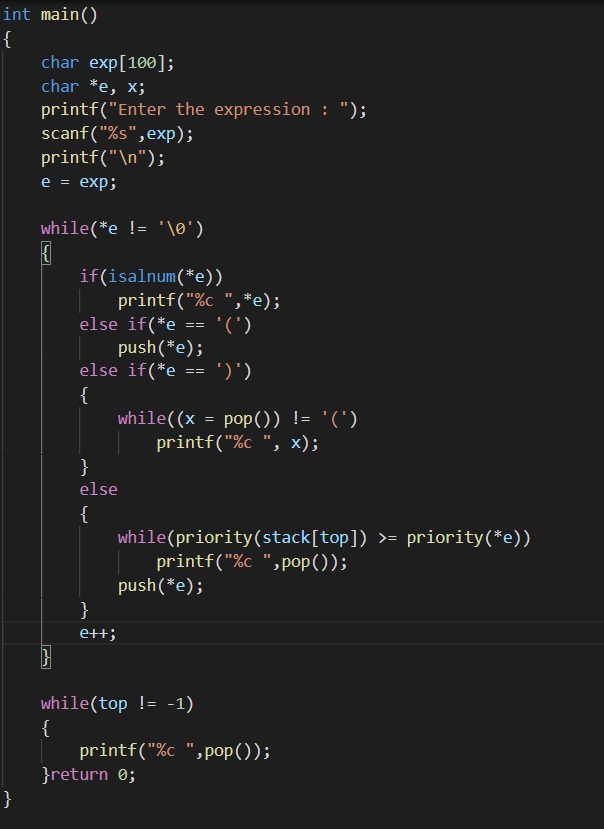 int main()
{
    char exp[100];
    char *e, x;
    printf("Enter the expression : ");
    scanf("%s",exp);
    printf("\n");
    e = exp;

    while(*e != '\0')
    {
        if(isalnum(*e))
            printf("%c ",*e);
        else if(*e == '(')
            push(*e);
        else if(*e == ')')
        {
            while((x = pop()) != '(')
                printf("%c ", x);
        }
        else
        {
            while(priority(stack[top]) >= priority(*e))
                printf("%c ",pop());
            push(*e);
        }
        e++;
    }

    while(top != -1)
    {
        printf("%c ",pop());
    }return 0;
}